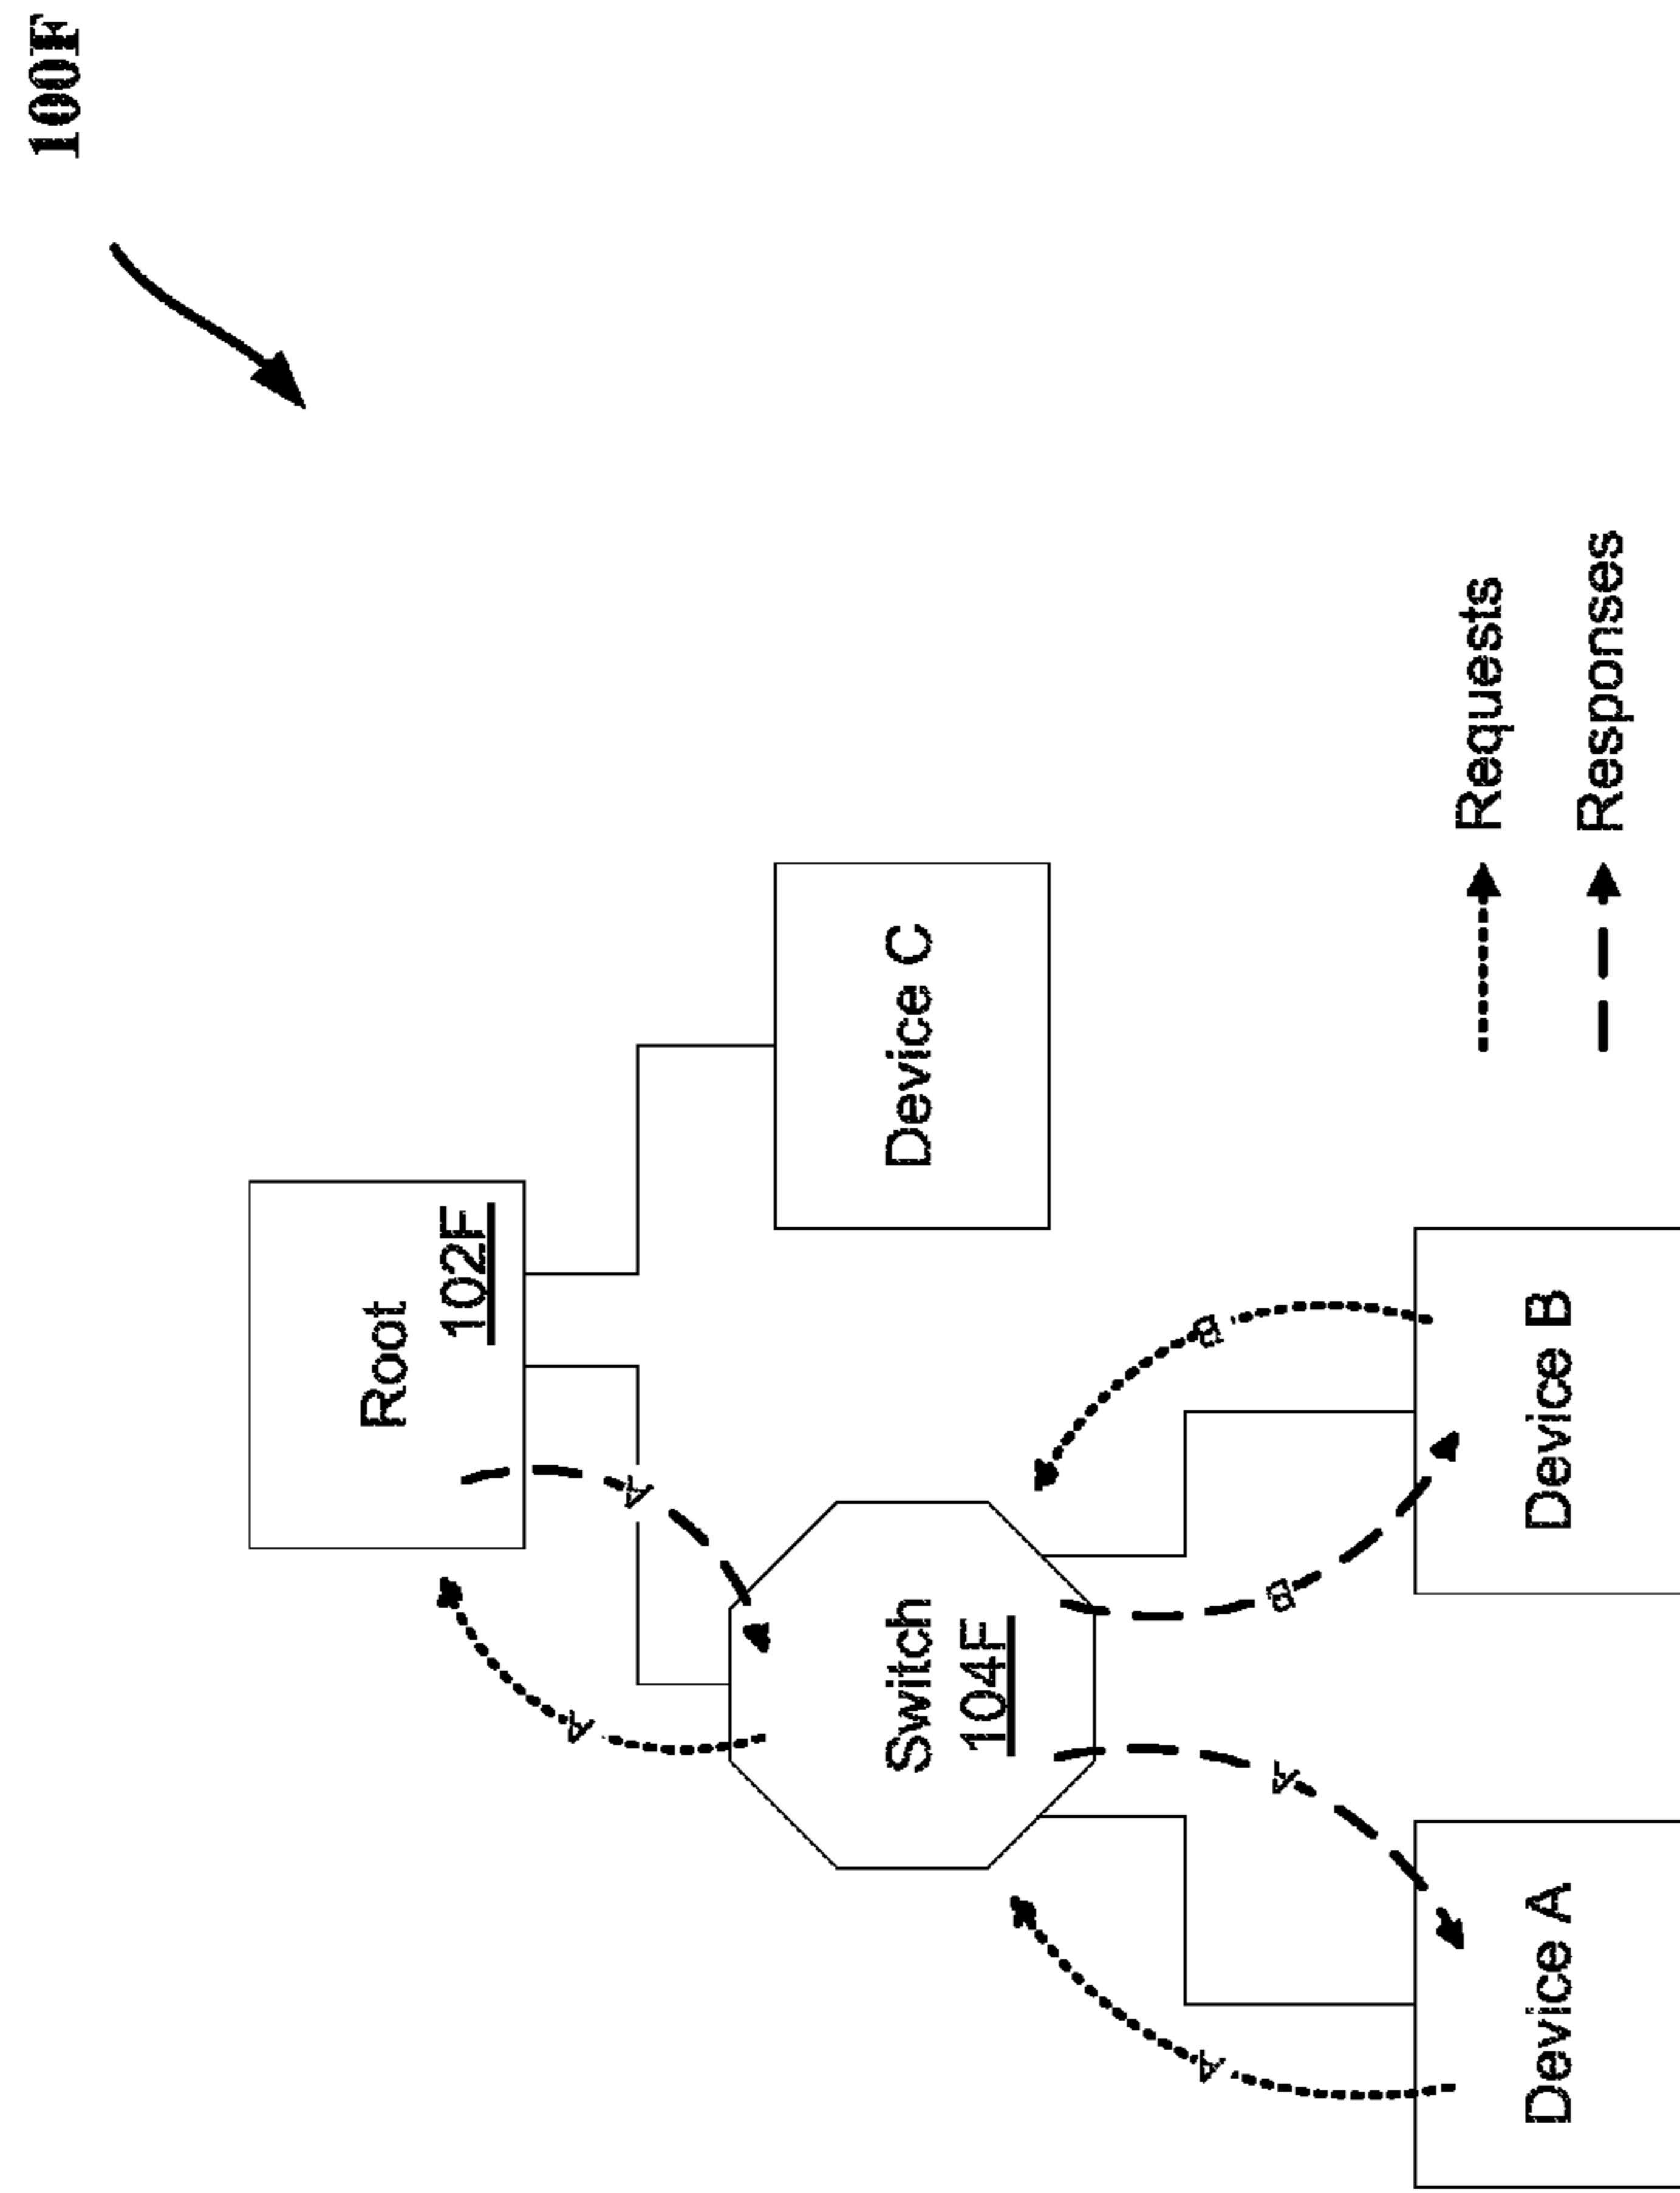 100F
Root
102F
A
A
Switch
104F
Device C
A
A
B
B
Requests
Device A
Device B
Responses